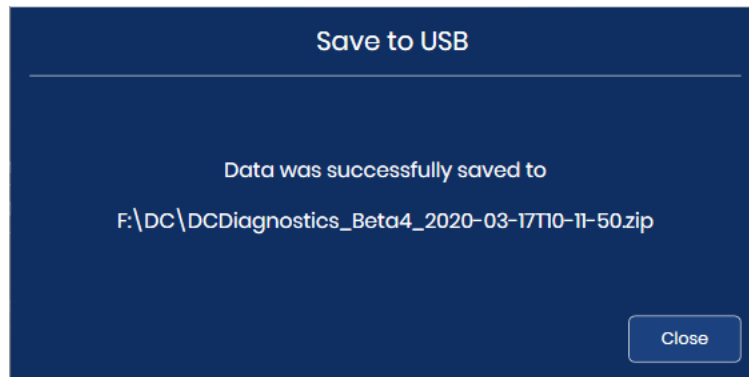 Save to USB
Data was successfully saved to
F:\DC\DCDiagnostics_Beta4_2020-03-17T10-11-50.zip
Close